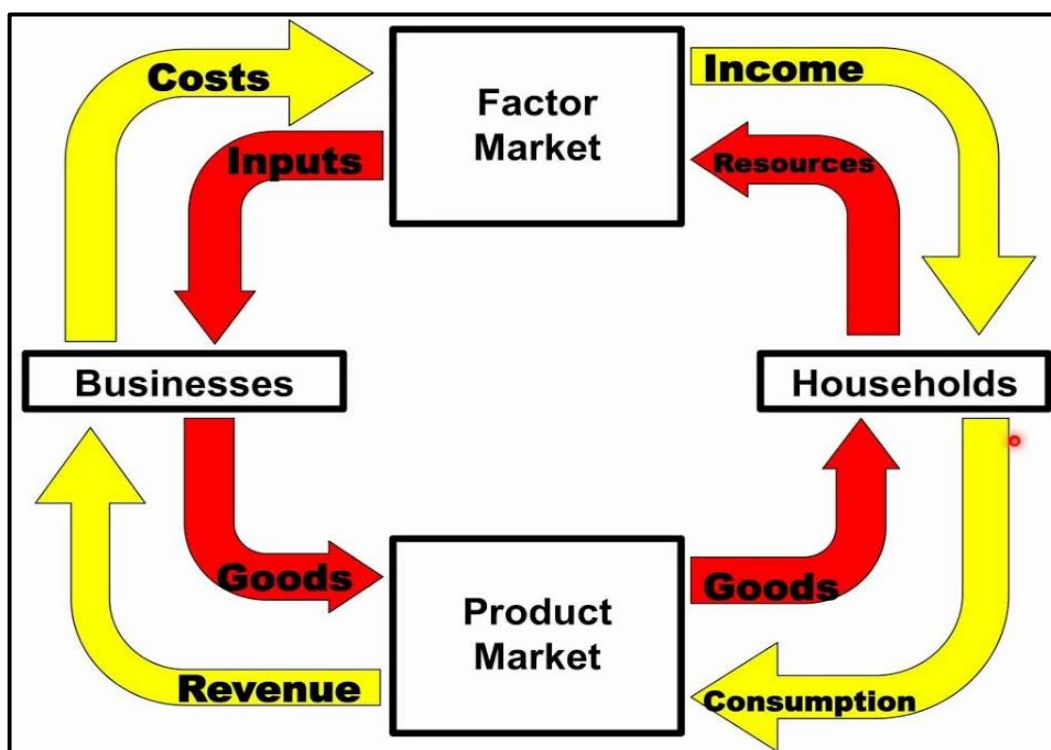 Costs
Factor
Market
Income
Inputs
Resources
Businesses
Households
Goods
Product
Market
Goods
Revenue
Consumption